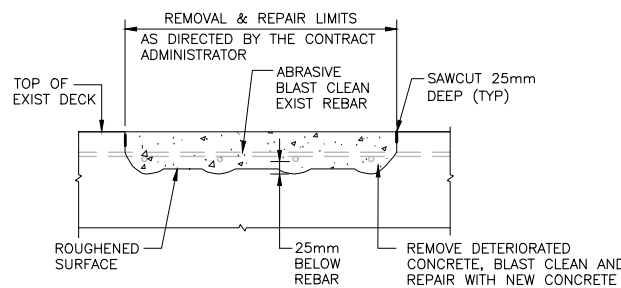 REMOVAL & REPAIR LIMITS
AS DIRECTED BY THE CONTRACT
ADMINISTRATOR
TOP OF
EXIST DECK
ABRASIVE
BLAST CLEAN
EXIST REBAR
SAWCUT 25mm
DEEP (TYP)
ROUGHENED
SURFACE
25mm
BELOW
REBAR
REMOVE DETERIORATED
CONCRETE, BLAST CLEAN AND
REPAIR WITH NEW CONCRETE